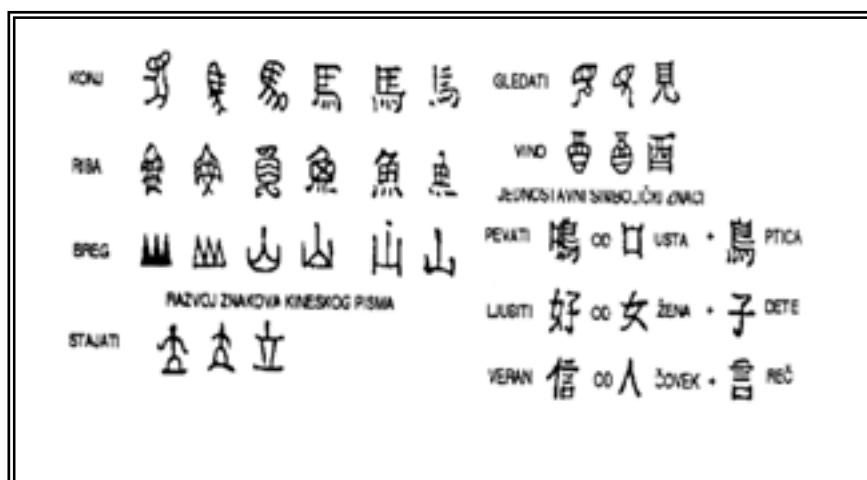 KONJ 馬 馬
RIBA 魚
BREG 山
RAZVOJ ZNAKOVA KINESKOG PISMA
STAJATI 立
GLEDATI 見
VINO 酉
JEDNOSTAVNI SIMBOLIČKI ZNACI
PEVATI 鳴 OD 口 USTA + 鳥 PTICA
LJUBITI 好 OD 女 ŽENA + 子 DETE
VERAN 信 OD 人 ČOVEK + 言 REČ